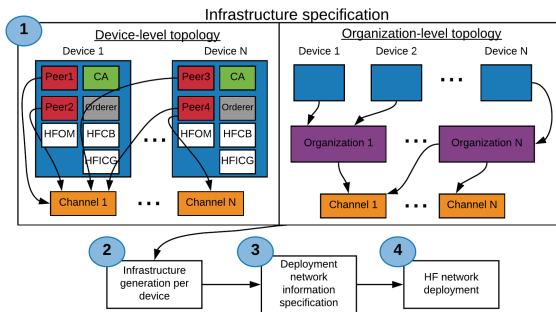 Infrastructure specification
1
Device-level topology
Organization-level topology
Device 1
Device N
Device 1
Device 2
Device N
Peer1
CA
Peer3
CA
Peer2
Orderer
Peer4
Orderer
HFOM
HFCB
HFOM
HFCB
HFICG
HFICG
...
...
...
Organization 1
Organization N
Channel 1
...
Channel N
Channel 1
...
Channel N
2
3
4
Infrastructure
generation per
device
Deployment
network
information
specification
HF network
deployment